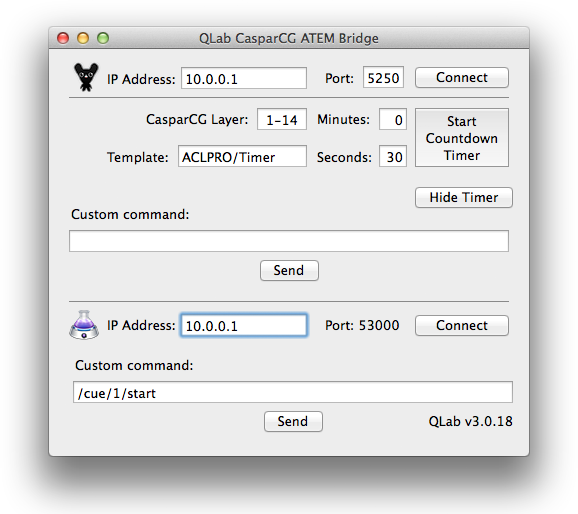 QLab CasparCG ATEM Bridge
IP Address: 10.0.0.1 Port: 5250 Connect
CasparCG Layer: 1-14 Minutes: 0 Start
Countdown
Template: ACLPRO/Timer Seconds: 30 Timer
Hide Timer
Custom command:
Send
IP Address: 10.0.0.1 Port: 53000 Connect
Custom command:
/cue/1/start
Send QLab v3.0.18